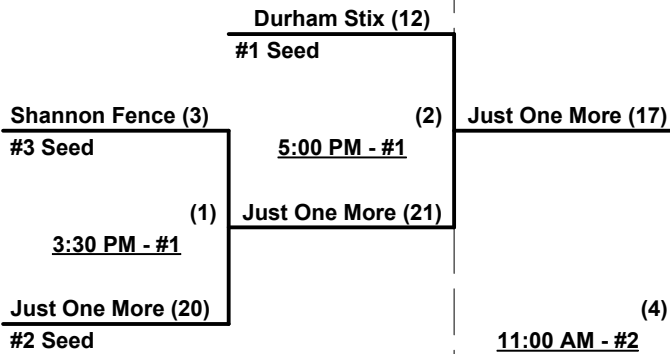 Durham Stix (12)
#1 Seed
Shannon Fence (3)
(2)
Just One More (17)
#3 Seed
5:00 PM - #1
(1)
Just One More (21)
3:30 PM - #1
Just One More (20)
(4)
#2 Seed
11:00 AM - #2